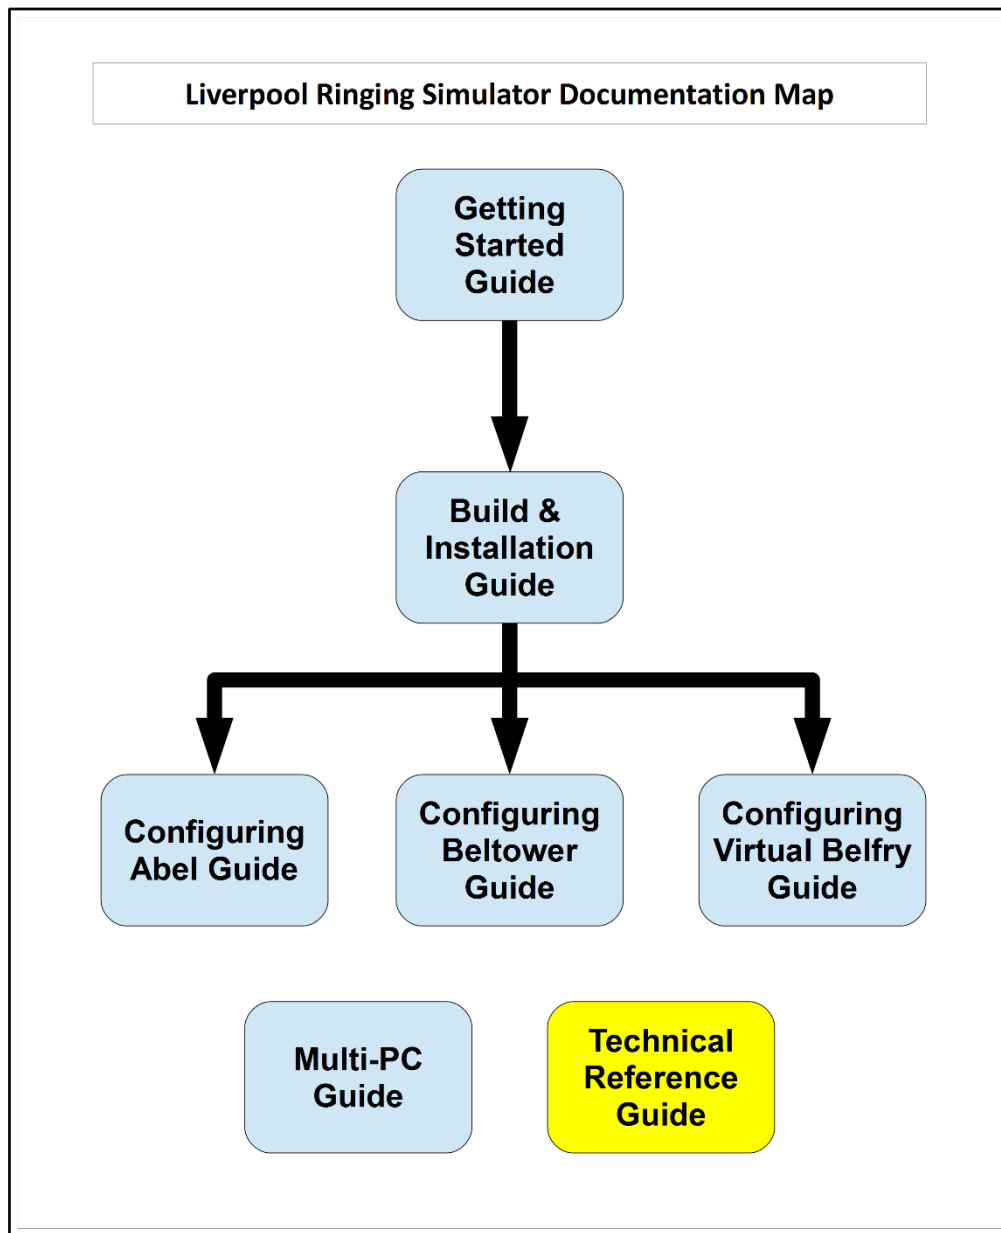 Liverpool Ringing Simulator Documentation Map
Getting
Started
Guide
Build &
Installation
Guide
Configuring
Abel Guide
Configuring
Beltower
Guide
Configuring
Virtual Belfry
Guide
Multi-PC
Guide
Technical
Reference
Guide